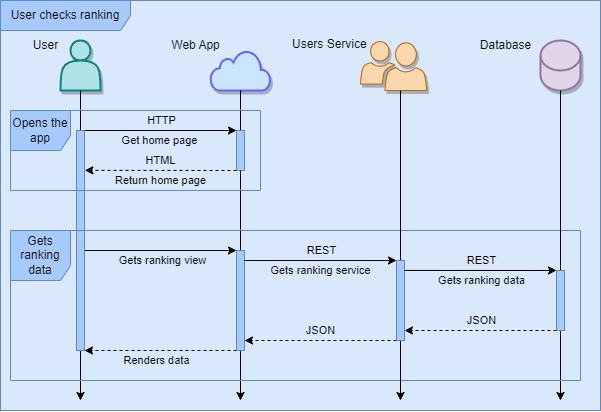 User checks ranking
User
Web App
Users Service
Database
Opens the
app
HTTP
Get home page
HTML
Return home page
Gets
ranking
data
Gets ranking view
REST
Gets ranking service
REST
Gets ranking data
JSON
JSON
Renders data